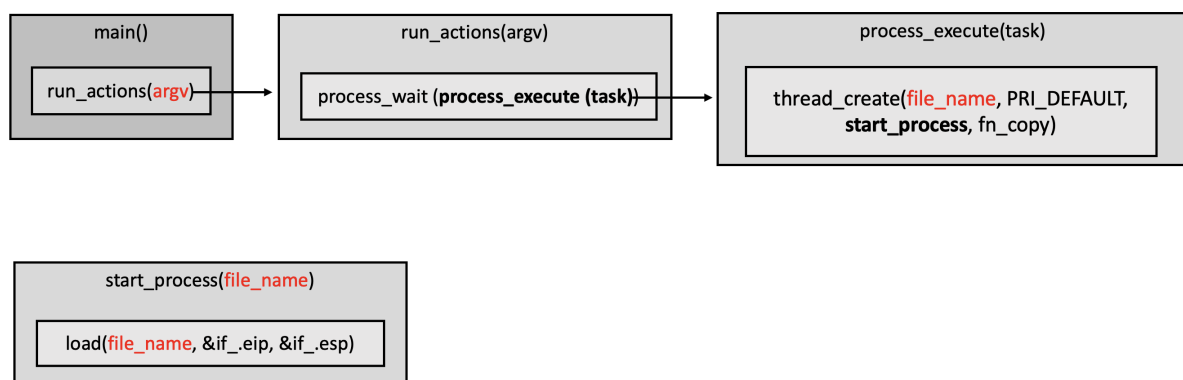 main()
run_actions(argv)
run_actions(argv)
process_wait (process_execute (task))
process_execute(task)
thread_create(file_name, PRI_DEFAULT,
start_process, fn_copy)
start_process(file_name)
load(file_name, &if_.eip, &if_.esp)